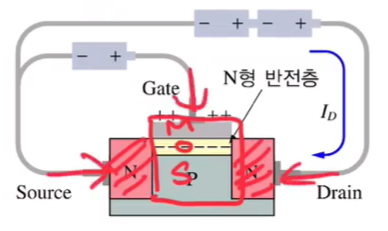 − + − +
− +
Gate
N형 반전층
++ ++
M
I_D
O
− − −
N
S
P
N
Source
Drain